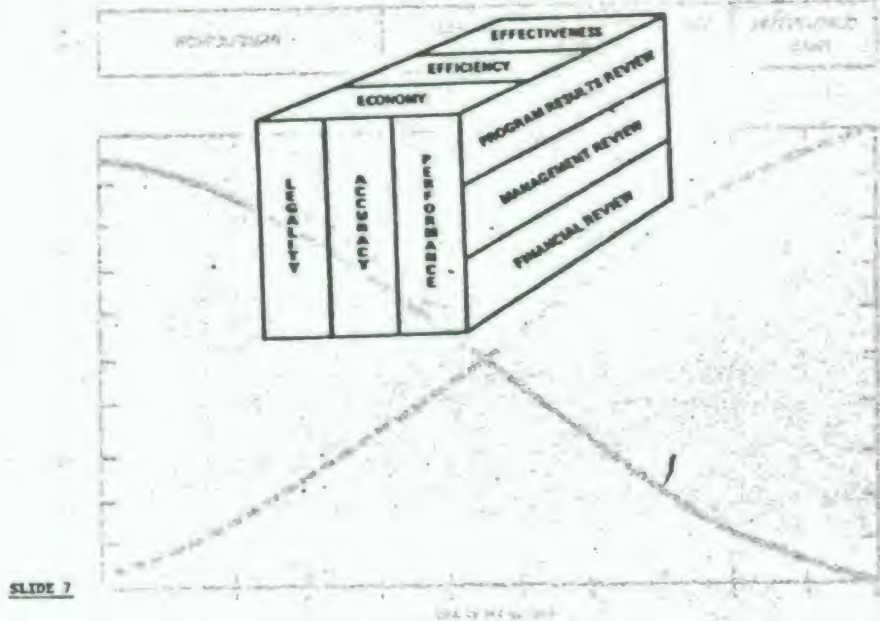 EFFECTIVENESS
EFFICIENCY
ECONOMY
LEGALITY
ACCURACY
PERFORMANCE
PROGRAM RESULTS REVIEW
MANAGEMENT REVIEW
FINANCIAL REVIEW
SLIDE 7